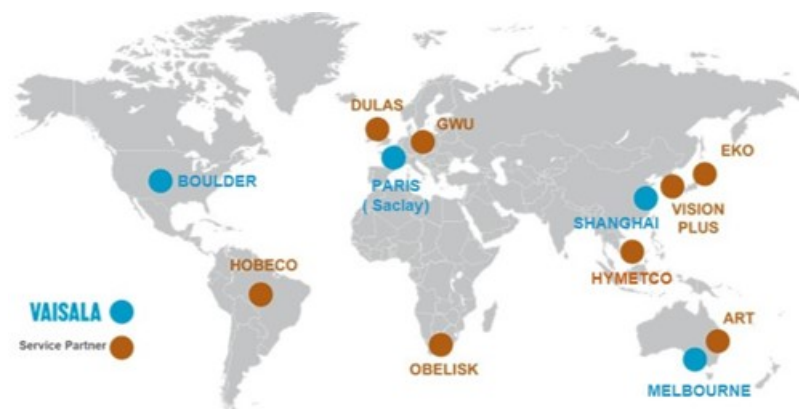 DULAS
GWU
EKO
BOULDER
PARIS
( Saclay)
VISION
PLUS
SHANGHAI
HOBECO
HYMETCO
VAISALA
Service Partner
ART
OBELISK
MELBOURNE